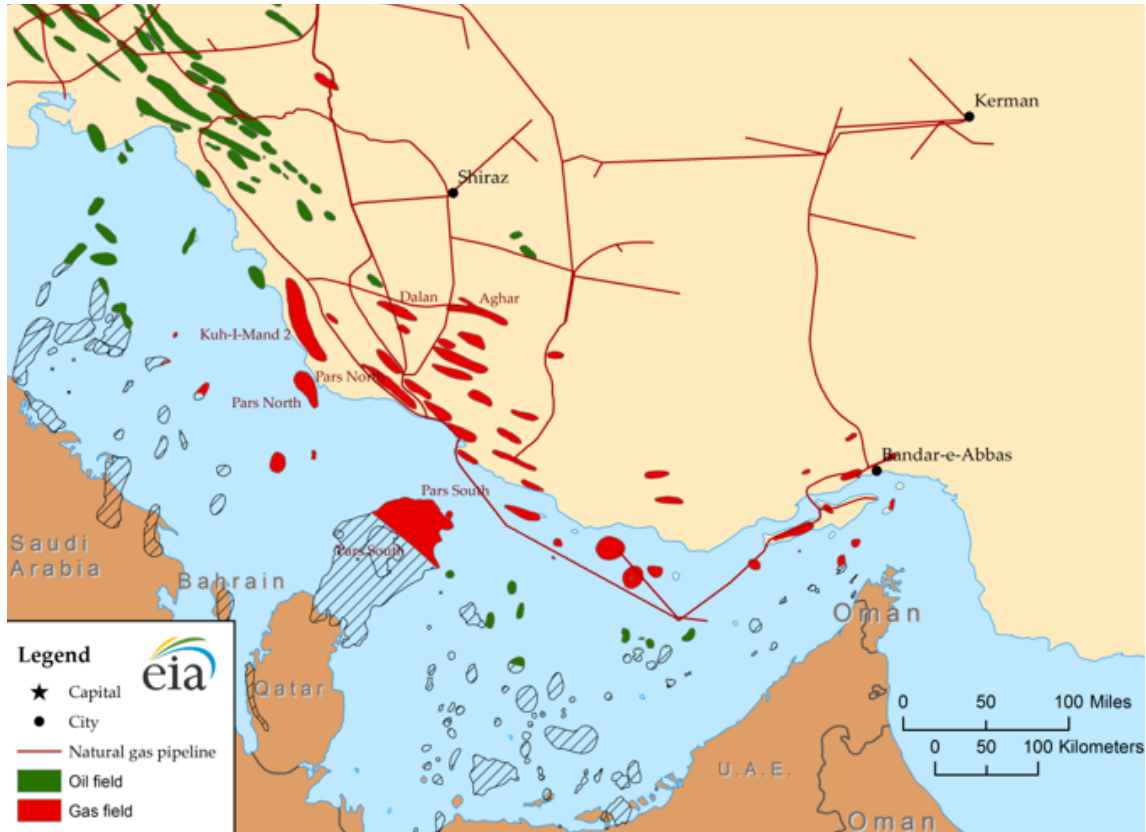 Kerman
Shiraz
Dalan
Aghar
Kuh-I-Mand 2
Pars North
Pars North
Bandar-e-Abbas
Pars South
Pars South
Saudi
Arabia
Bahrain
Oman
Qatar
U.A.E.
Oman
Legend
eia
Capital
City
Natural gas pipeline
Oil field
Gas field
0 50 100 Miles
0 50 100 Kilometers